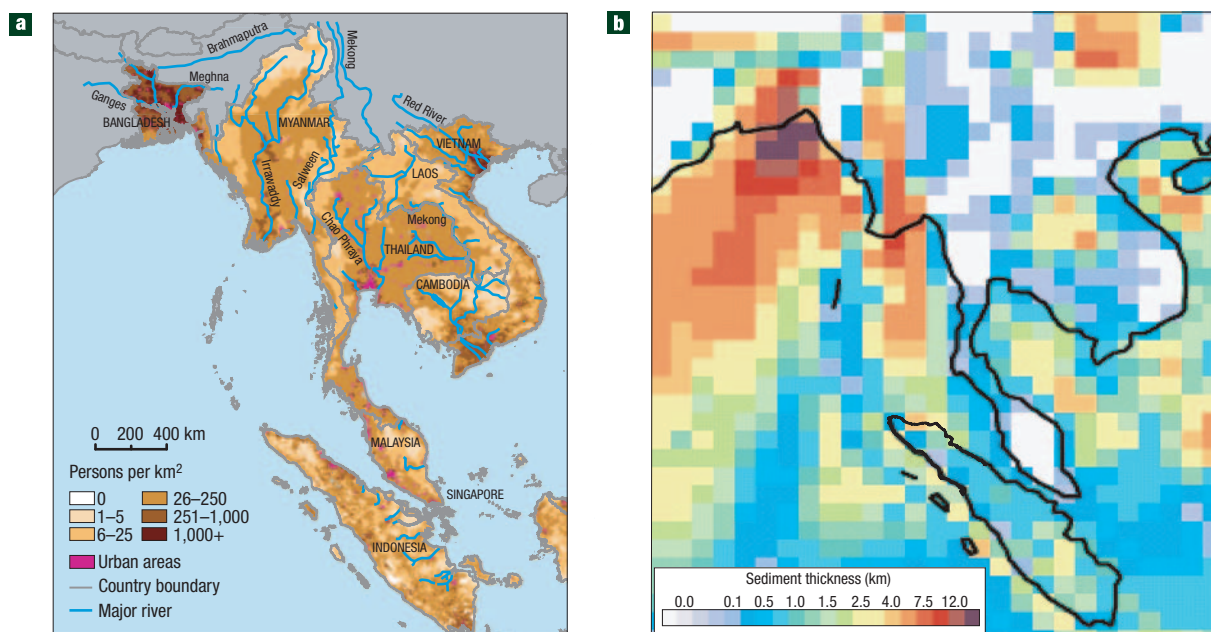 a
Brahmaputra
Mekong
Meghna
Ganges
BANGLADESH
MYANMAR
Red River
VIETNAM
Irrawaddy
Salween
LAOS
Chao Phraya
Mekong
THAILAND
CAMBODIA
0 200 400 km
MALAYSIA
SINGAPORE
INDONESIA
Persons per km²
0 26–250
1–5 251–1,000
6–25 1,000+
Urban areas
Country boundary
Major river
b
Sediment thickness (km)
0.0 0.1 0.5 1.0 1.5 2.5 4.0 7.5 12.0